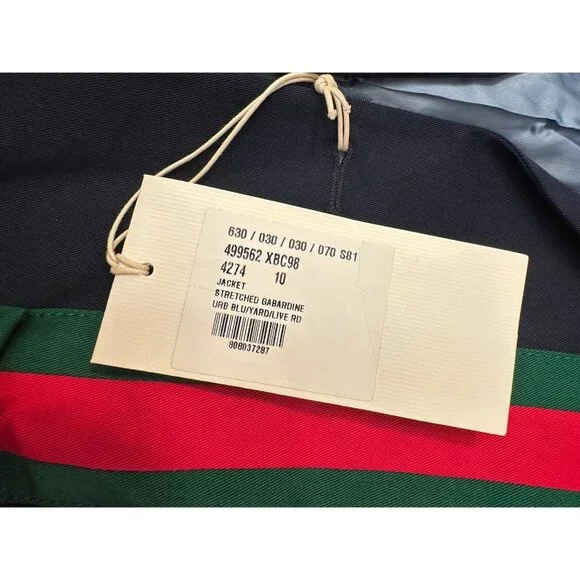 630 / 030 / 030 / 070 S81
499562 XBC98
4274 10
JACKET
STRETCHED GABARDINE
URB BLU/YARD/LIVE RD
808037287